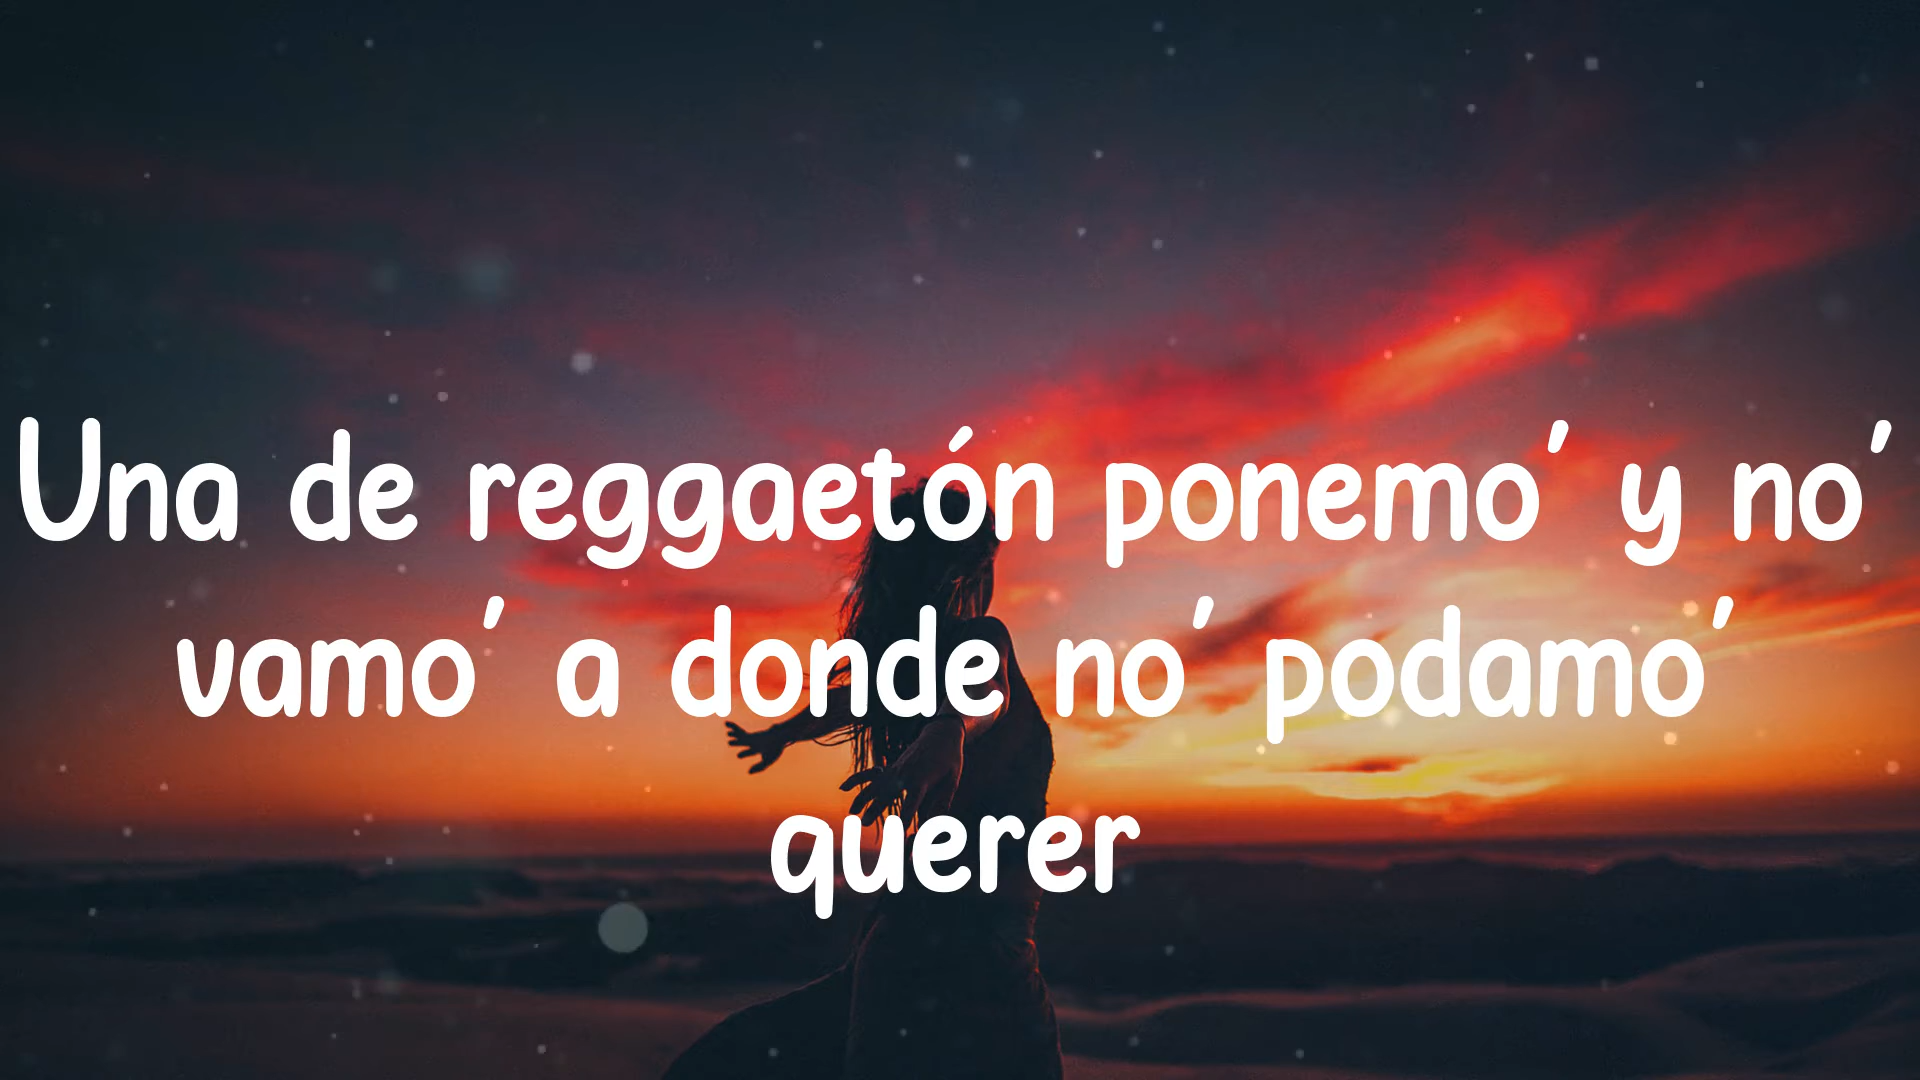 Una de reggaetón ponemo' y no'
vamo' a donde no' podamo'
querer